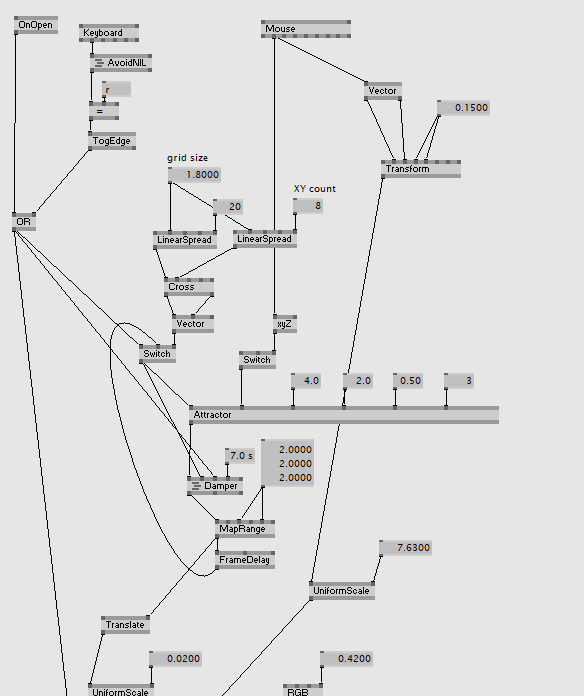 OnOpen
Keyboard
Mouse
AvoidNIL
r
=
Vector
0.1500
TogEdge
grid size
1.8000
Transform
XY count
20
8
OR
LinearSpread
LinearSpread
Cross
Vector
xyZ
Switch
Switch
4.0
2.0
0.50
3
Attractor
7.0 s
2.0000
2.0000
2.0000
Damper
MapRange
7.6300
FrameDelay
UniformScale
Translate
0.0200
0.4200
UniformScale
RGB